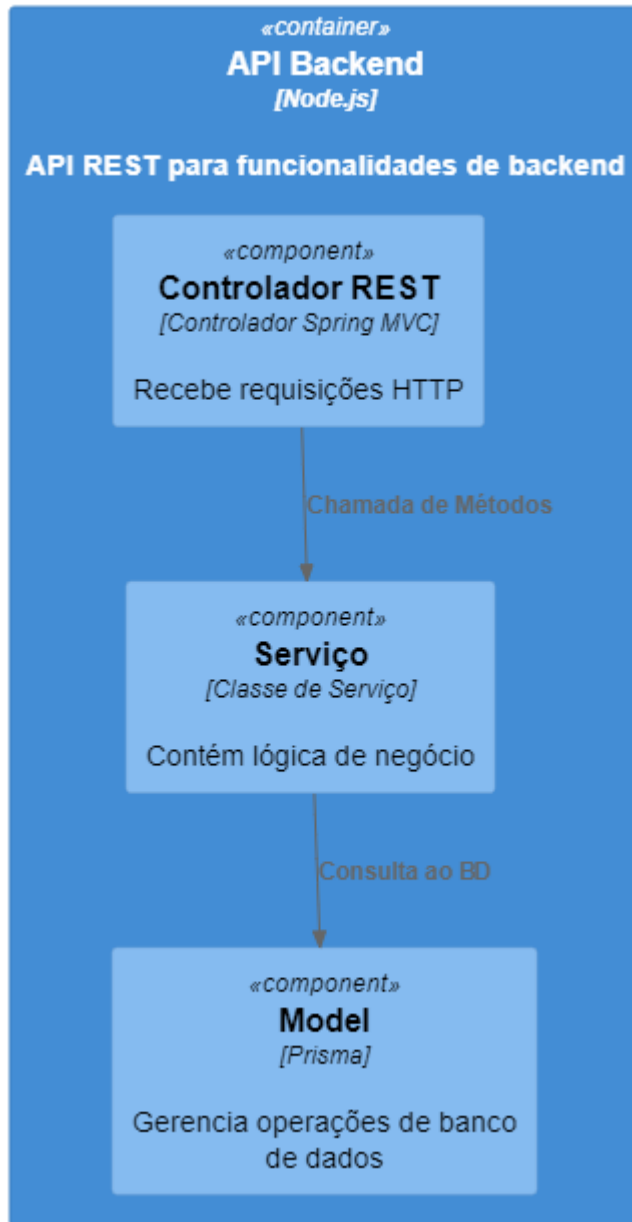 «container»
API Backend
[Node.js]
API REST para funcionalidades de backend
«component»
Controlador REST
[Controlador Spring MVC]
Recebe requisições HTTP
Chamada de Métodos
«component»
Serviço
[Classe de Serviço]
Contém lógica de negócio
Consulta ao BD
«component»
Model
[Prisma]
Gerencia operações de banco
de dados